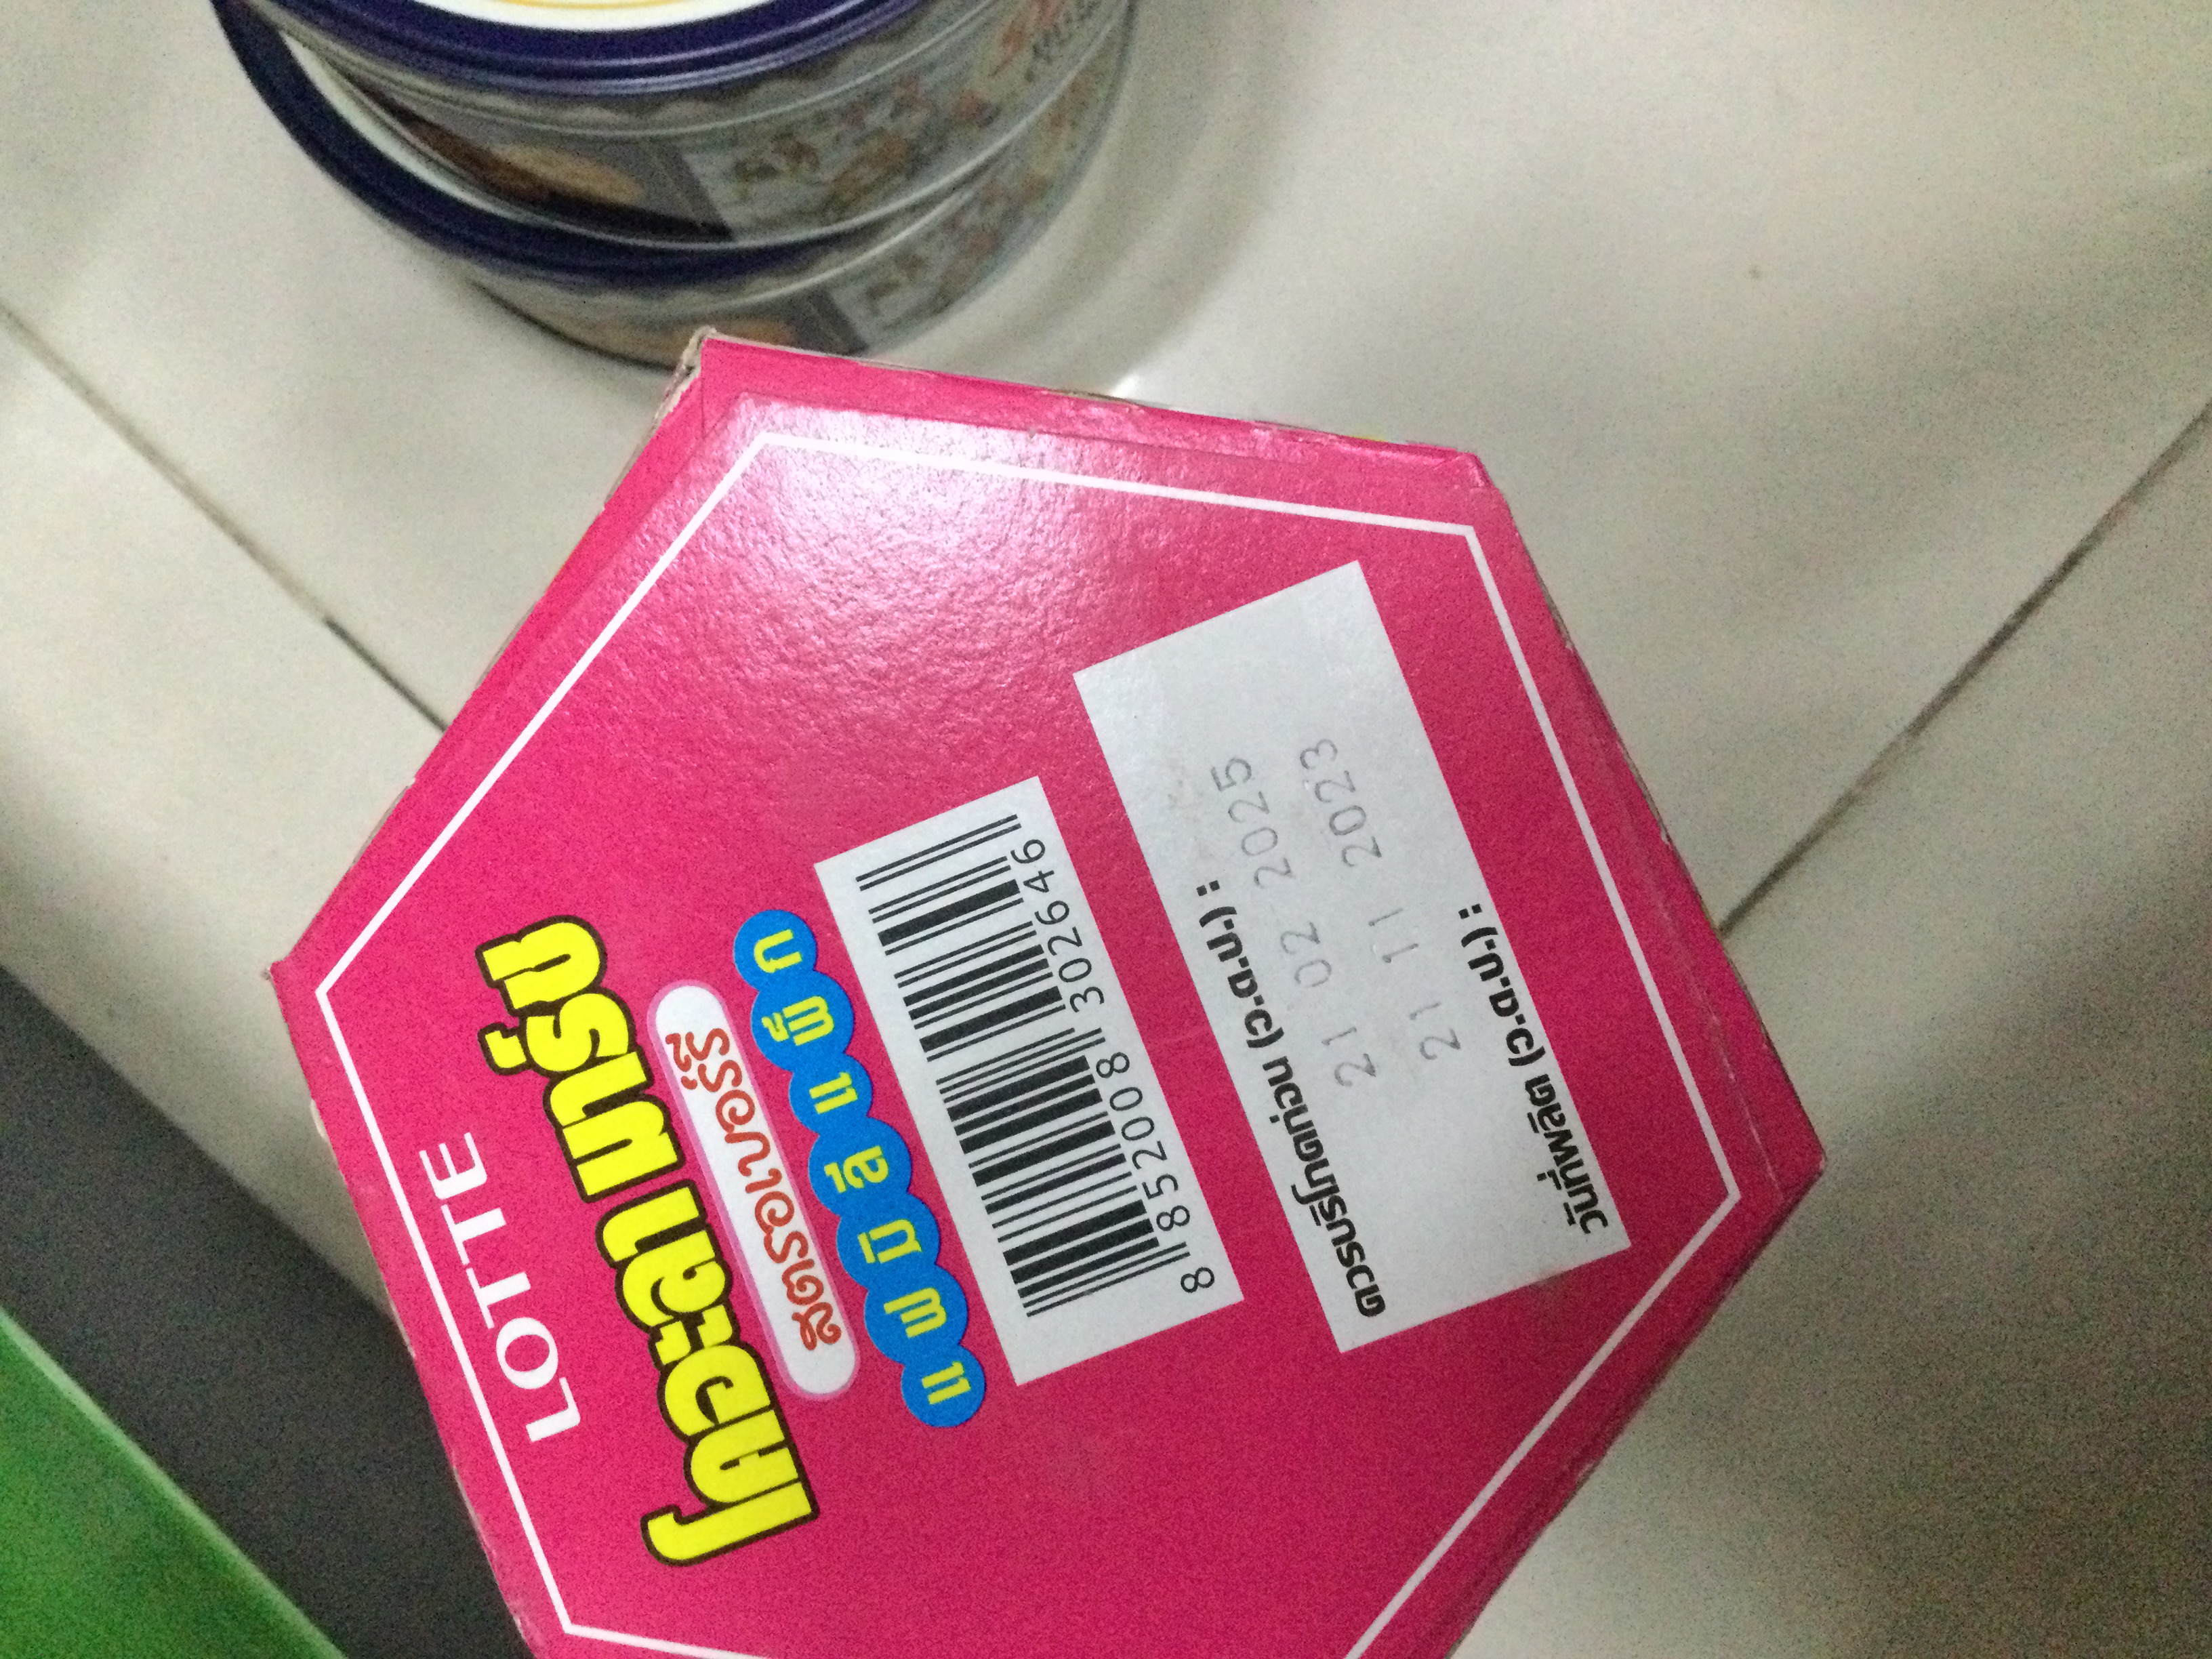 LOTTE
โคอะลา มาร์ช
สตรอเบอร์รี่
แฟมิลี่แพ็ก
8 852008 302646
ควรบริโภคก่อน (ว.ด.ป.) :
21 02 2025
21 11 2023
วันที่ผลิต (ว.ด.ป.) :